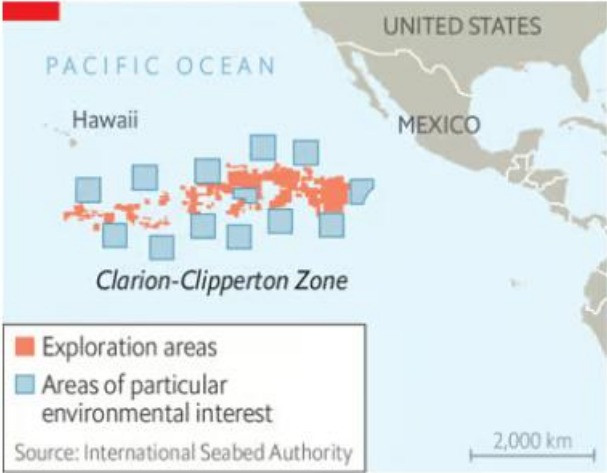 UNITED STATES
PACIFIC OCEAN
Hawaii
MEXICO
Clarion-Clipperton Zone
Exploration areas
Areas of particular
environmental interest
Source: International Seabed Authority
2,000 km